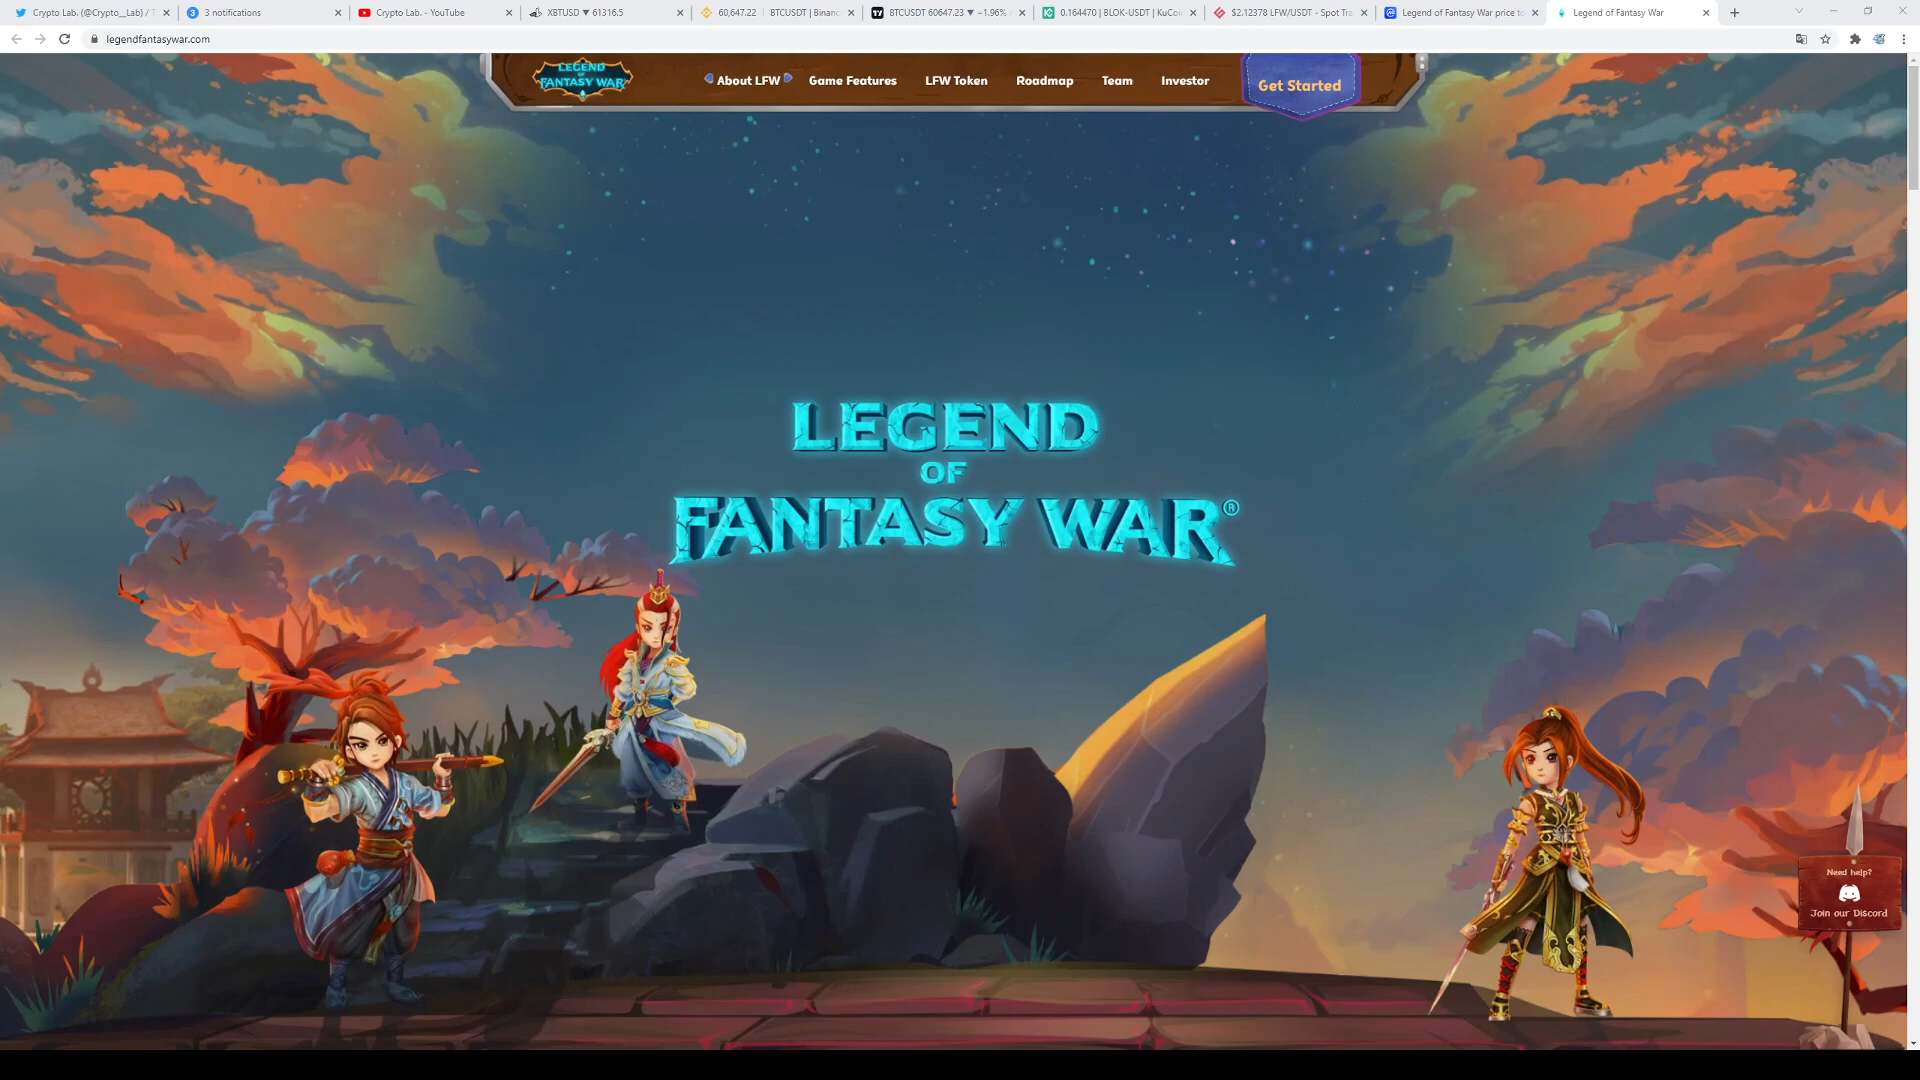 Crypto Lab. (@Crypto__Lab) / T
3 notifications
Crypto Lab. - YouTube
XBTUSD ▼ 61316.5
60,647.22 | BTCUSDT | Binanc
BTCUSDT 60647.23 ▼ −1.96%
0.164470 | BLOK-USDT | KuCoi
$2.12378 LFW/USDT - Spot Tra
Legend of Fantasy War price to
Legend of Fantasy War
legendfantasywar.com
LEGEND
OF
FANTASY WAR
About LFW
Game Features
LFW Token
Roadmap
Team
Investor
Get Started
LEGEND
OF
FANTASY WAR®
Need help?
Join our Discord